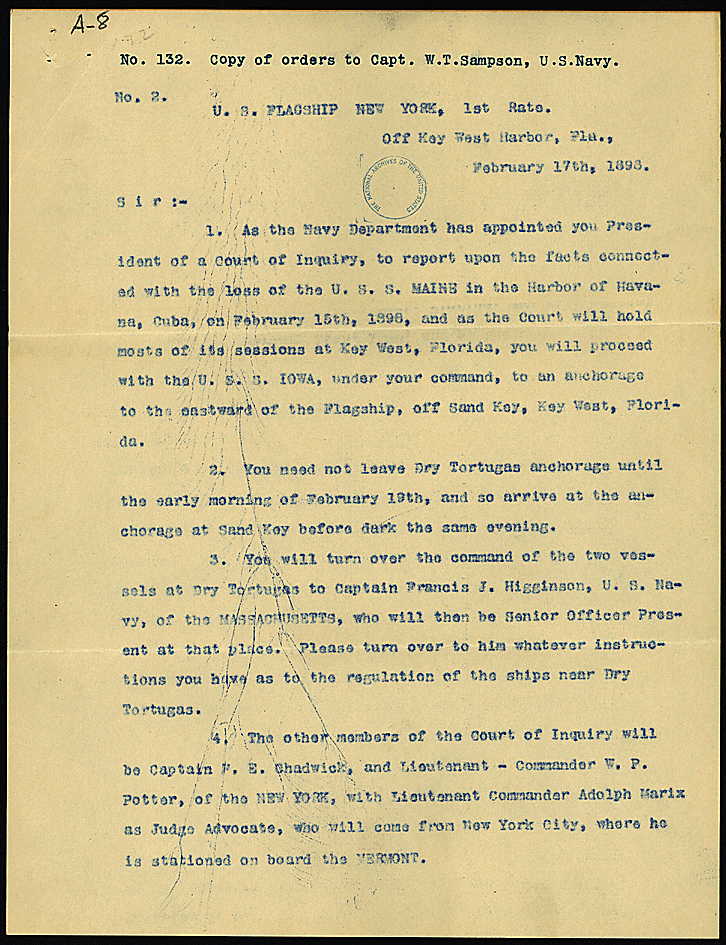 A-8
132
No. 132. Copy of orders to Capt. W.T.Sampson, U.S.Navy.
No. 2.
U. S. FLAGSHIP NEW YORK, 1st Rate.
Off Key West Harbor, Fla.,
February 17th, 1898.
THE NATIONAL ARCHIVES OF THE UNITED STATES
S i r :-
1. As the Navy Department has appointed you Pres-
ident of a Court of Inquiry, to report upon the facts connect-
ed with the loss of the U. S. S. MAINE in the Harbor of Hava-
na, Cuba, on February 15th, 1898, and as the Court will hold
mosts of its sessions at Key West, Florida, you will proceed
with the U. S. S. IOWA, under your command, to an anchorage
to the eastward of the Flagship, off Sand Key, Key West, Flori-
da.
2. You need not leave Dry Tortugas anchorage until
the early morning of February 19th, and so arrive at the an-
chorage at Sand Key before dark the same evening.
3. You will turn over the command of the two ves-
sels at Dry Tortugas to Captain Francis J. Higginson, U. S. Na-
vy, of the MASSACHUSETTS, who will then be Senior Officer Pres-
ent at that place. Please turn over to him whatever instruc-
tions you have as to the regulation of the ships near Dry
Tortugas.
4. The other members of the Court of Inquiry will
be Captain F. E. Chadwick, and Lieutenant - Commander W. P.
Potter, of the NEW YORK, with Lieutenant Commander Adolph Marix
as Judge Advocate, who will come from New York City, where he
is stationed on board the VERMONT.